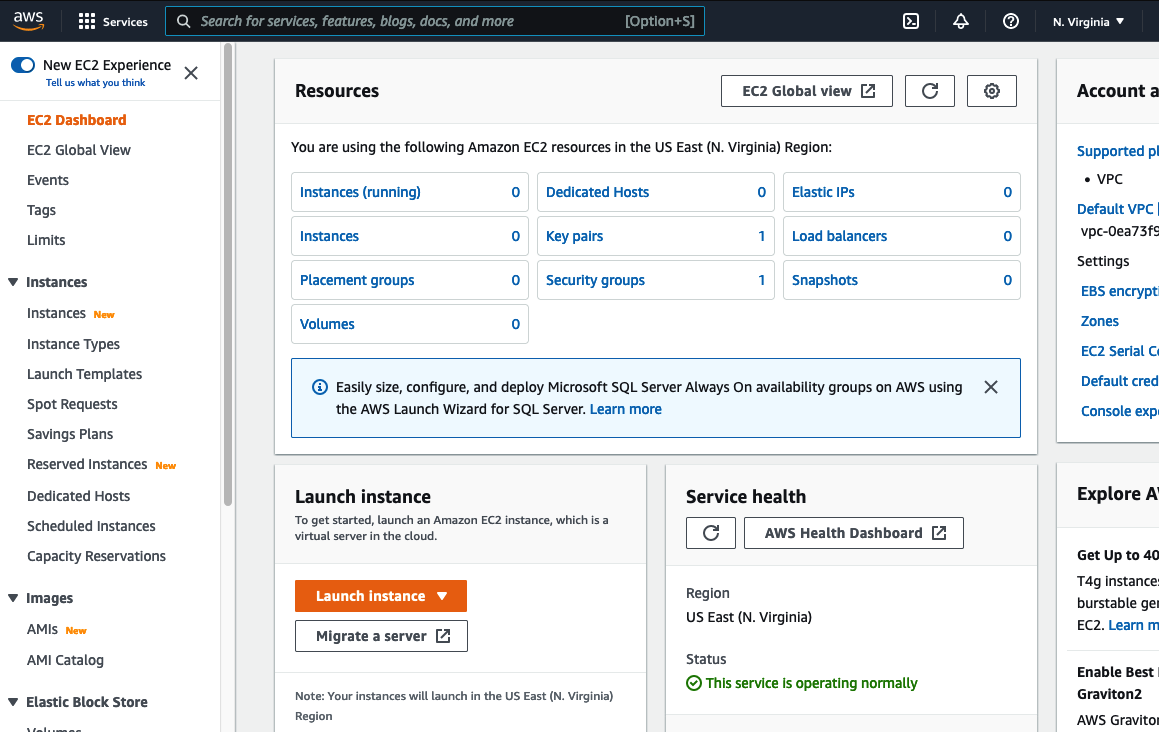 aws
Services
Search for services, features, blogs, docs, and more
[Option+S]
N. Virginia
New EC2 Experience
Tell us what you think
EC2 Dashboard
EC2 Global View
Events
Tags
Limits
Instances
Instances New
Instance Types
Launch Templates
Spot Requests
Savings Plans
Reserved Instances New
Dedicated Hosts
Scheduled Instances
Capacity Reservations
Images
AMIs New
AMI Catalog
Elastic Block Store
Volumes
Resources
EC2 Global view
You are using the following Amazon EC2 resources in the US East (N. Virginia) Region:
Instances (running) 0
Dedicated Hosts 0
Elastic IPs 0
Instances 0
Key pairs 1
Load balancers 0
Placement groups 0
Security groups 1
Snapshots 0
Volumes 0
Easily size, configure, and deploy Microsoft SQL Server Always On availability groups on AWS using
the AWS Launch Wizard for SQL Server. Learn more
Launch instance
To get started, launch an Amazon EC2 instance, which is a
virtual server in the cloud.
Launch instance
Migrate a server
Note: Your instances will launch in the US East (N. Virginia)
Region
Service health
AWS Health Dashboard
Region
US East (N. Virginia)
Status
This service is operating normally
Account a
Supported pl
• VPC
Default VPC
vpc-0ea73f9
Settings
EBS encrypti
Zones
EC2 Serial Co
Default cred
Console expe
Explore AW
Get Up to 40
T4g instances
burstable gen
EC2. Learn m
Enable Best
Graviton2
AWS Graviton